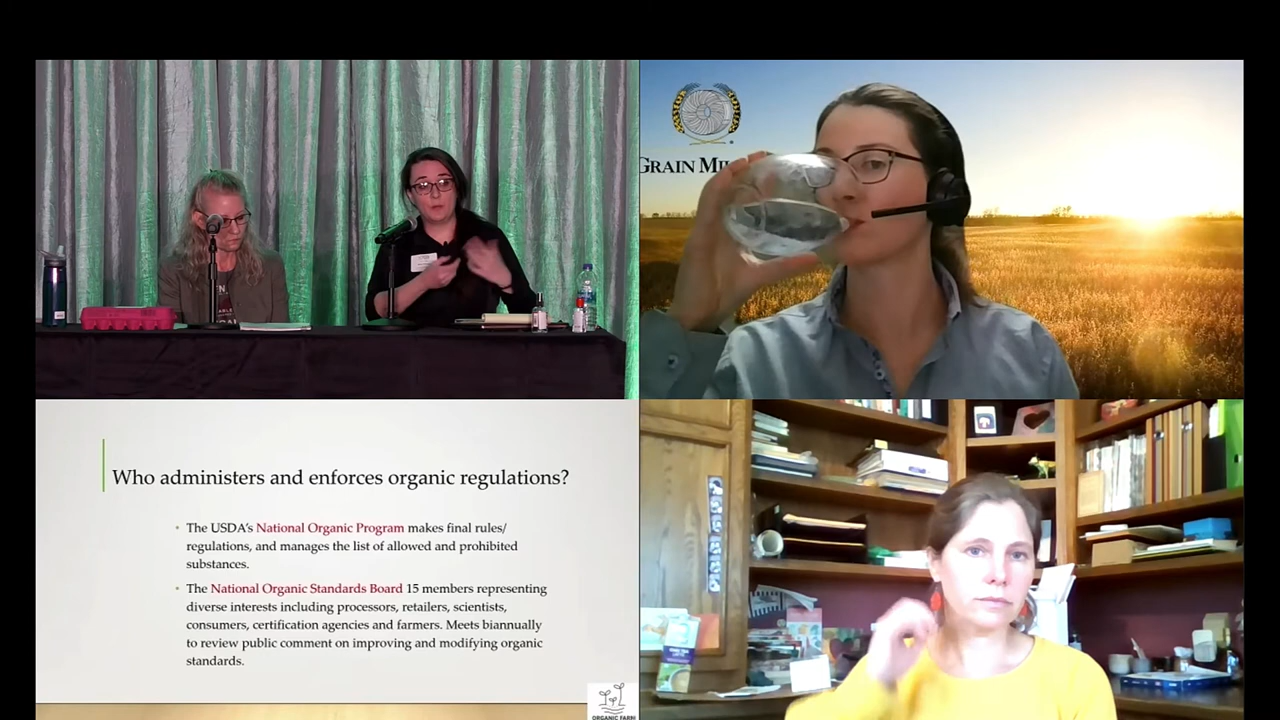 GRAIN MI
Who administers and enforces organic regulations?
• The USDA's National Organic Program makes final rules/
regulations, and manages the list of allowed and prohibited
substances.
• The National Organic Standards Board 15 members representing
diverse interests including processors, retailers, scientists,
consumers, certification agencies and farmers. Meets biannually
to review public comment on improving and modifying organic
standards.
ORGANIC FARM